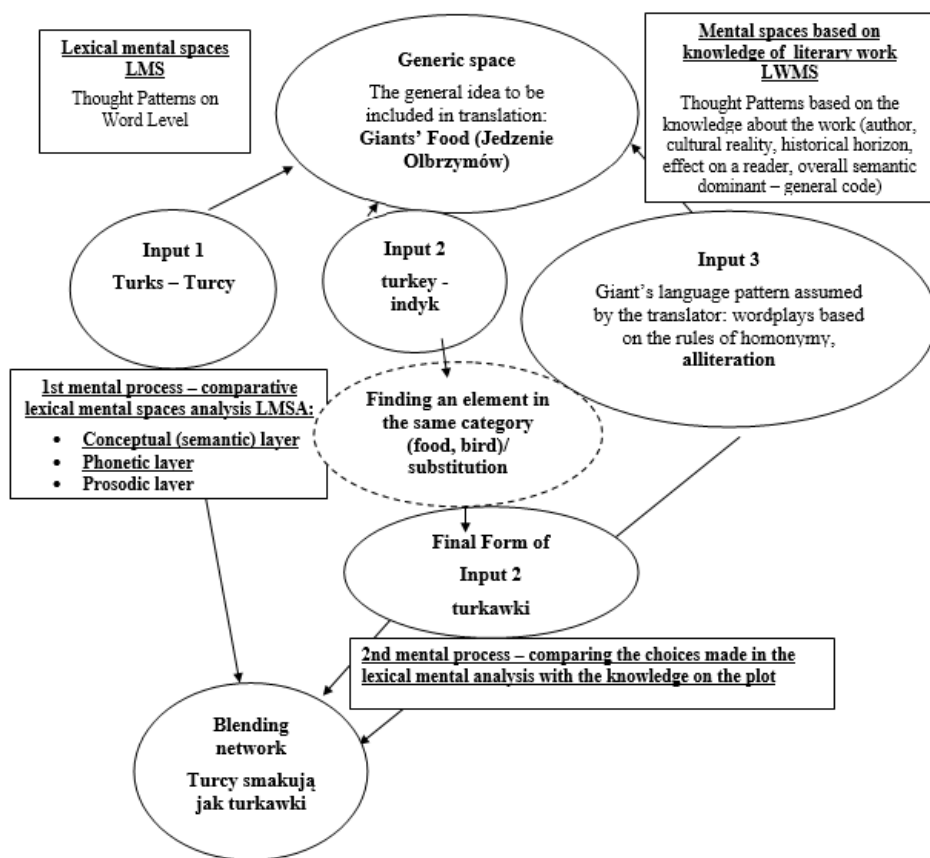 Lexical mental spaces
LMS
Thought Patterns on
Word Level
Generic space
The general idea to be
included in translation:
Giants' Food (Jedzenie
Olbrzymów)
Mental spaces based on
knowledge of literary work
LWMS
Thought Patterns based on the
knowledge about the work (author,
cultural reality, historical horizon,
effect on a reader, overall semantic
dominant – general code)
Input 1
Turks – Turcy
Input 2
turkey -
indyk
Input 3
Giant's language pattern assumed
by the translator: wordplays based
on the rules of homonymy,
alliteration
1st mental process – comparative
lexical mental spaces analysis LMSA:
• Conceptual (semantic) layer
• Phonetic layer
• Prosodic layer
Finding an element in
the same category
(food, bird)/
substitution
Final Form of
Input 2
turkawki
2nd mental process – comparing the choices made in the
lexical mental analysis with the knowledge on the plot
Blending
network
Turcy smakują
jak turkawki